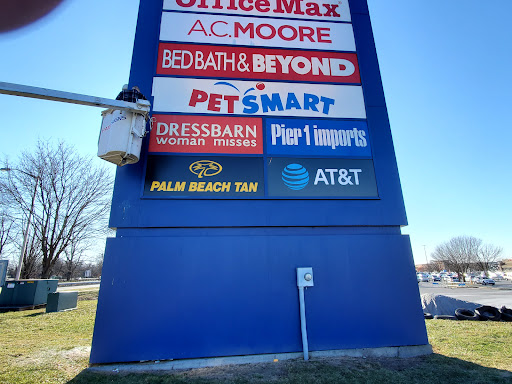 OfficeMax
A.C.MOORE
BED BATH & BEYOND
PETSMART
DRESSBARN
woman misses
Pier 1 imports
PALM BEACH TAN
AT&T